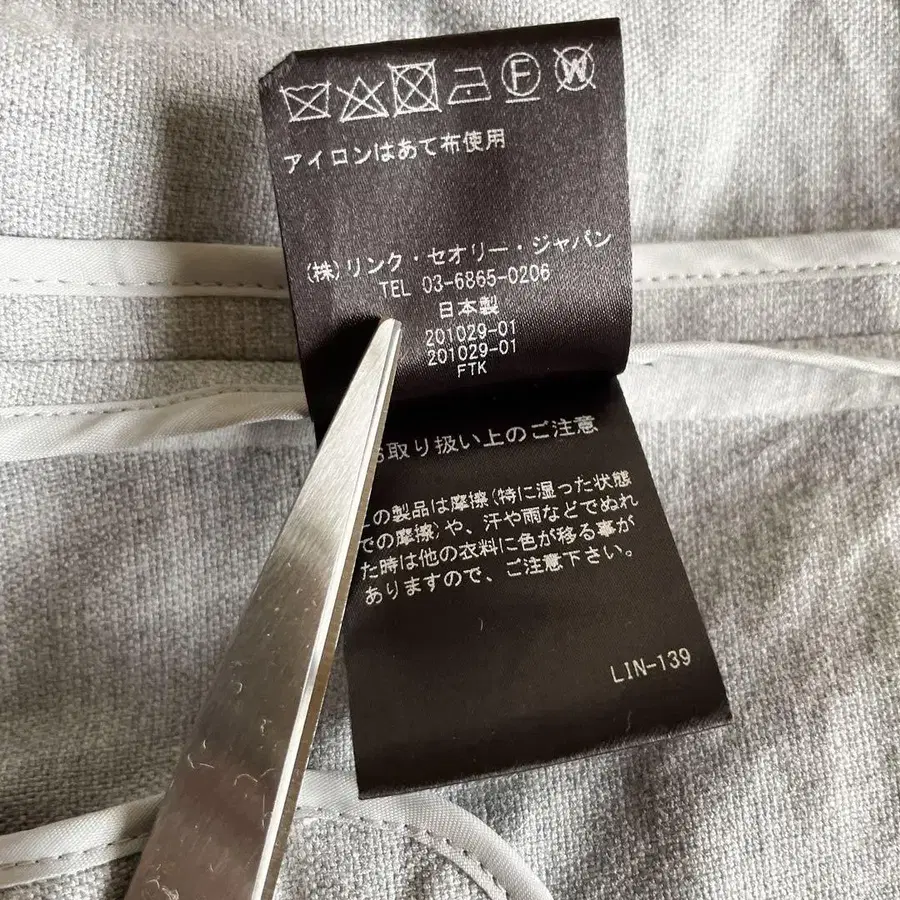 F W
アイロンはあて布使用
(株)リンク・セオリー・ジャパン
TEL 03-6865-0206
日本製
201029-01
201029-01
FTK
取り扱い上のご注意
この製品は摩擦(特に湿った状態
での摩擦)や、汗や雨などでぬれ
た時は他の衣料に色が移る事が
ありますので、ご注意下さい。
LIN-139